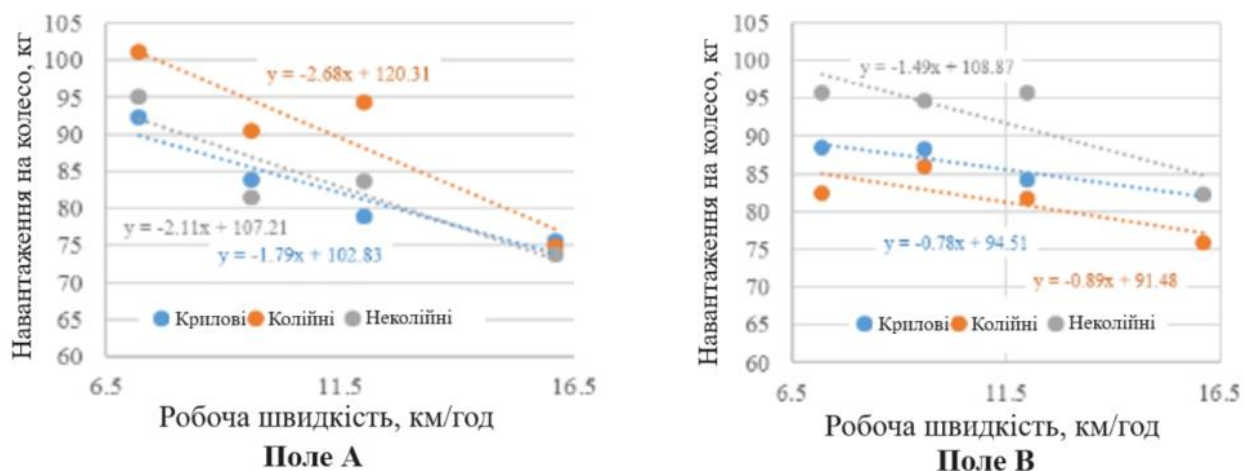 Навантаження на колесо, кг
105
100
95
90
85
80
75
70
65
60
y = -2.68x + 120.31
y = -2.11x + 107.21
y = -1.79x + 102.83
Крилові Колійні Неколійні
6.5 11.5 16.5
Робоча швидкість, км/год
Поле А
Навантаження на колесо, кг
105
100
95
90
85
80
75
70
65
60
y = -1.49x + 108.87
y = -0.78x + 94.51
y = -0.89x + 91.48
Крилові Колійні Неколійні
6.5 11.5 16.5
Робоча швидкість, км/год
Поле В